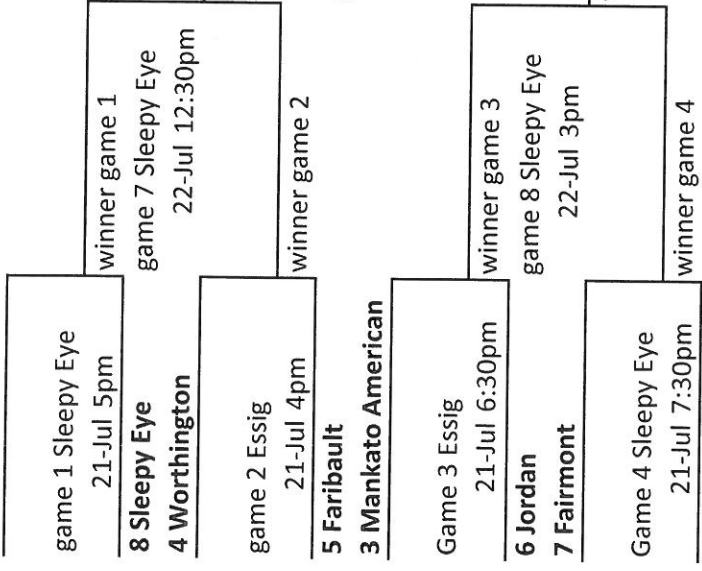 game 1 Sleepy Eye
21-Jul 5pm
winner game 1
8 Sleepy Eye
game 7 Sleepy Eye
4 Worthington
22-Jul 12:30pm
game 2 Essig
21-Jul 4pm
winner game 2
5 Faribault
3 Mankato American
Game 3 Essig
21-Jul 6:30pm
winner game 3
6 Jordan
game 8 Sleepy Eye
7 Fairmont
22-Jul 3pm
Game 4 Sleepy Eye
21-Jul 7:30pm
winner game 4